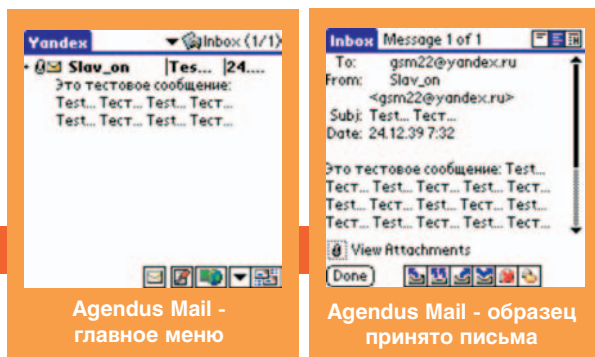 Yandex
Inbox (1/1)
Slav_on Tes... 24....
Это тестовое сообщение:
Test... Тест... Test... Тест...
Test... Тест... Test... Тест...
Agendus Mail -
главное меню
Inbox Message 1 of 1
To: gsm22@yandex.ru
From: Slav_on
<gsm22@yandex.ru>
Subj: Test... Тест...
Date: 24.12.39 7:32
Это тестовое сообщение: Test...
Тест... Test... Тест... Test...
Тест... Test... Тест... Test...
Тест... Test... Тест... Test...
View Attachments
Done
Agendus Mail - образец
принято письма